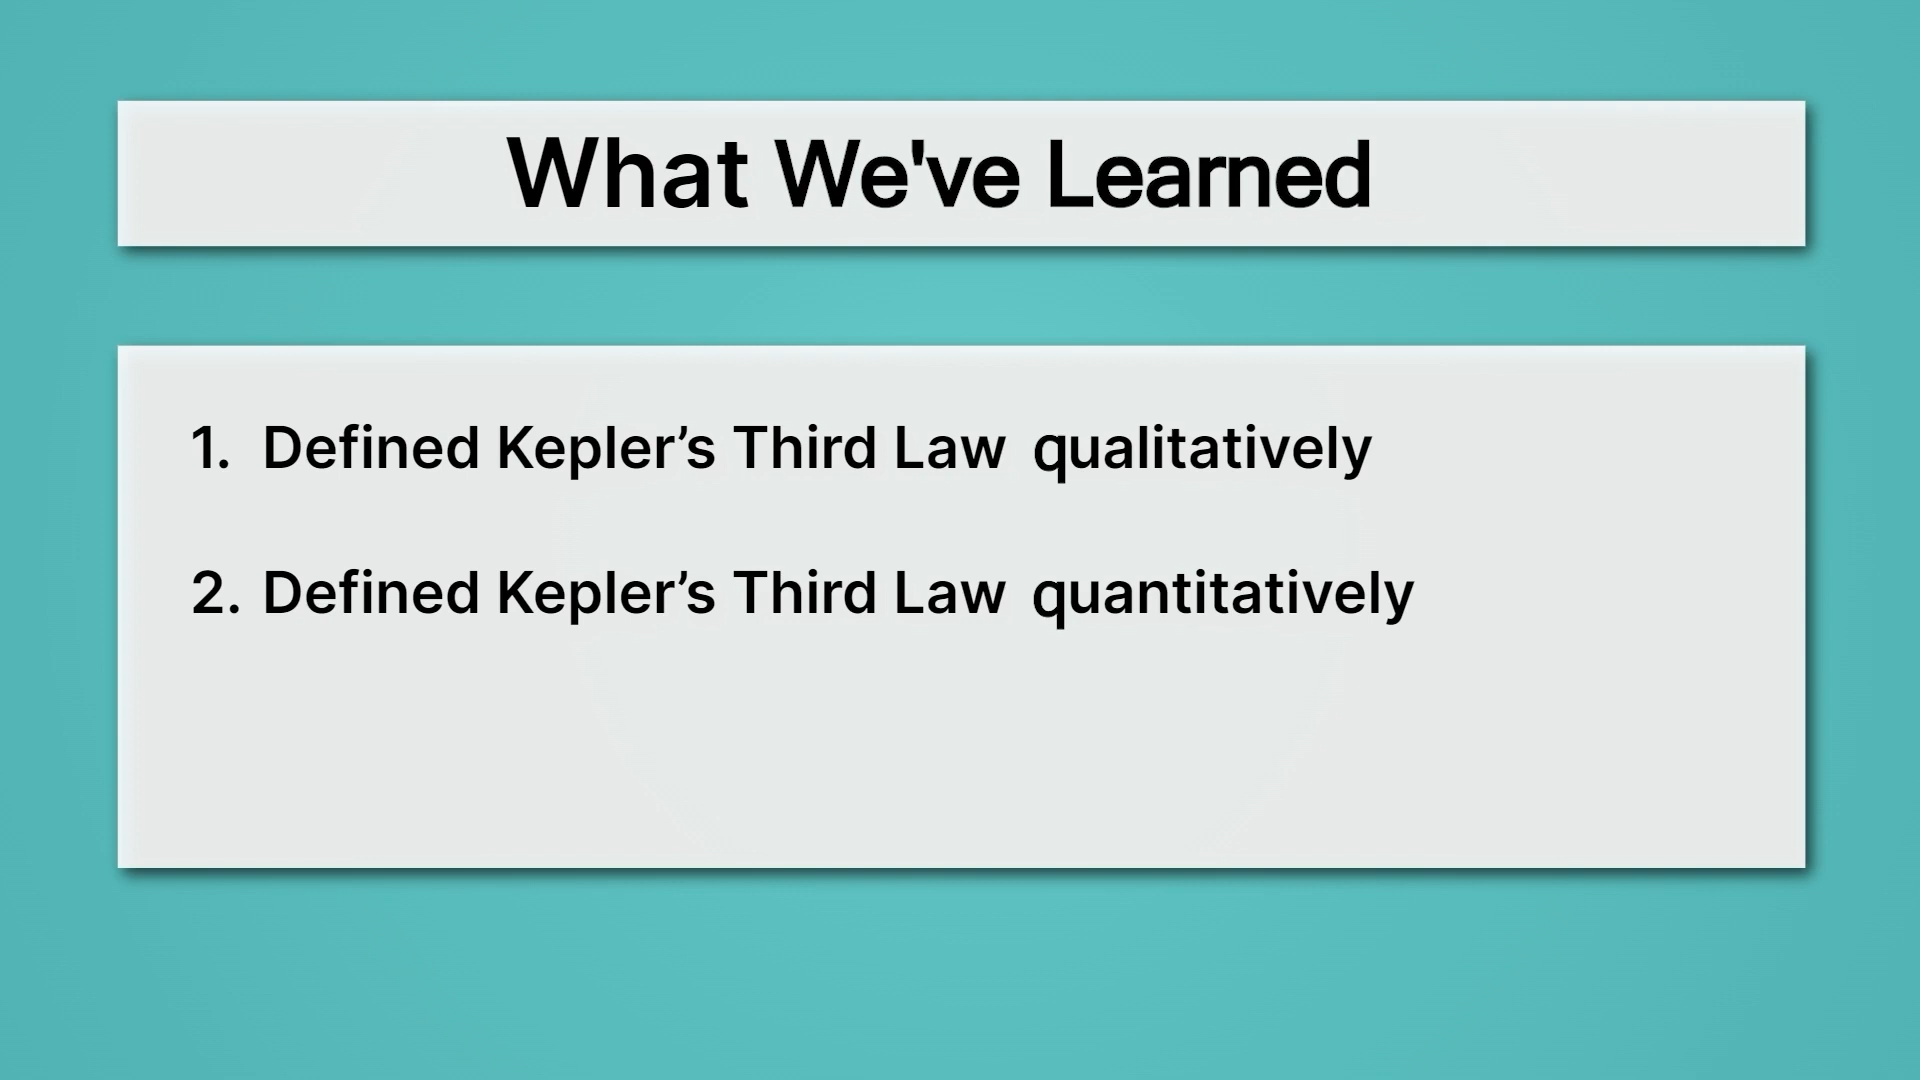 What We've Learned
1. Defined Kepler’s Third Law qualitatively
2. Defined Kepler’s Third Law quantitatively